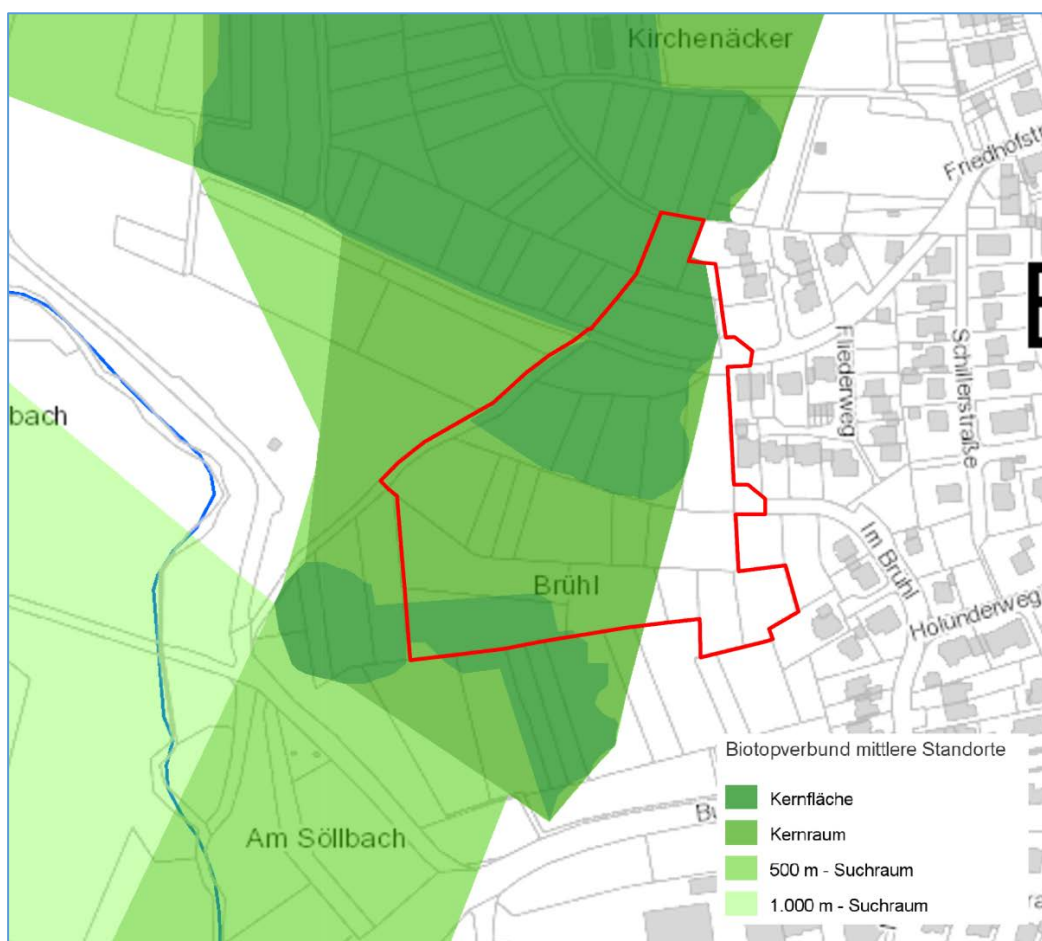 Kirchenäcker
Friedhofstr
Fliederweg
Schillerstraße
bach
Im Brühl
Brühl
Holunderweg
Biotopverbund mittlere Standorte
Kernfläche
Kernraum
500 m - Suchraum
1.000 m - Suchraum
Am Söllbach